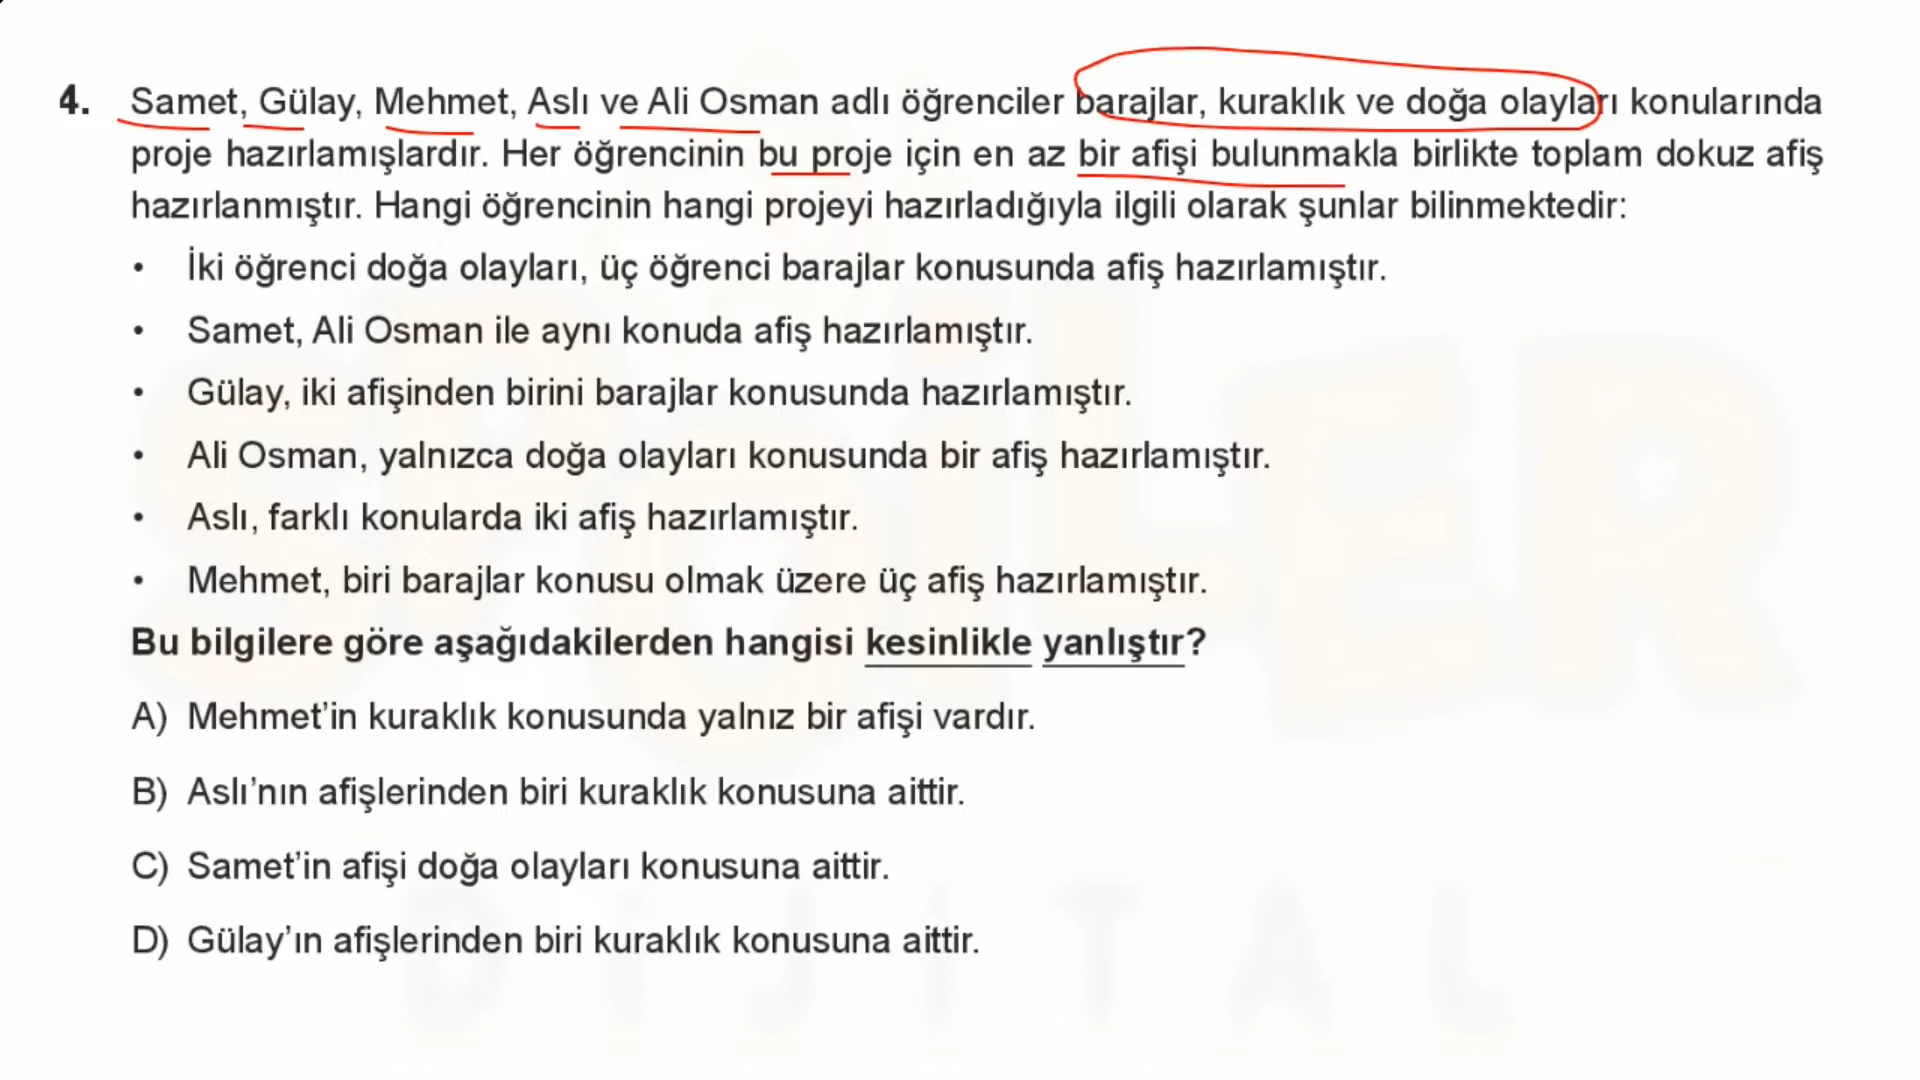 4. Samet, Gülay, Mehmet, Aslı ve Ali Osman adlı öğrenciler barajlar, kuraklık ve doğa olayları konularında
proje hazırlamışlardır. Her öğrencinin bu proje için en az bir afişi bulunmakla birlikte toplam dokuz afiş
hazırlanmıştır. Hangi öğrencinin hangi projeyi hazırladığıyla ilgili olarak şunlar bilinmektedir:
• İki öğrenci doğa olayları, üç öğrenci barajlar konusunda afiş hazırlamıştır.
• Samet, Ali Osman ile aynı konuda afiş hazırlamıştır.
• Gülay, iki afişinden birini barajlar konusunda hazırlamıştır.
• Ali Osman, yalnızca doğa olayları konusunda bir afiş hazırlamıştır.
• Aslı, farklı konularda iki afiş hazırlamıştır.
• Mehmet, biri barajlar konusu olmak üzere üç afiş hazırlamıştır.
Bu bilgilere göre aşağıdakilerden hangisi kesinlikle yanlıştır?
A) Mehmet’in kuraklık konusunda yalnız bir afişi vardır.
B) Aslı’nın afişlerinden biri kuraklık konusuna aittir.
C) Samet’in afişi doğa olayları konusuna aittir.
D) Gülay’ın afişlerinden biri kuraklık konusuna aittir.
SPOİLER
DİJİTAL